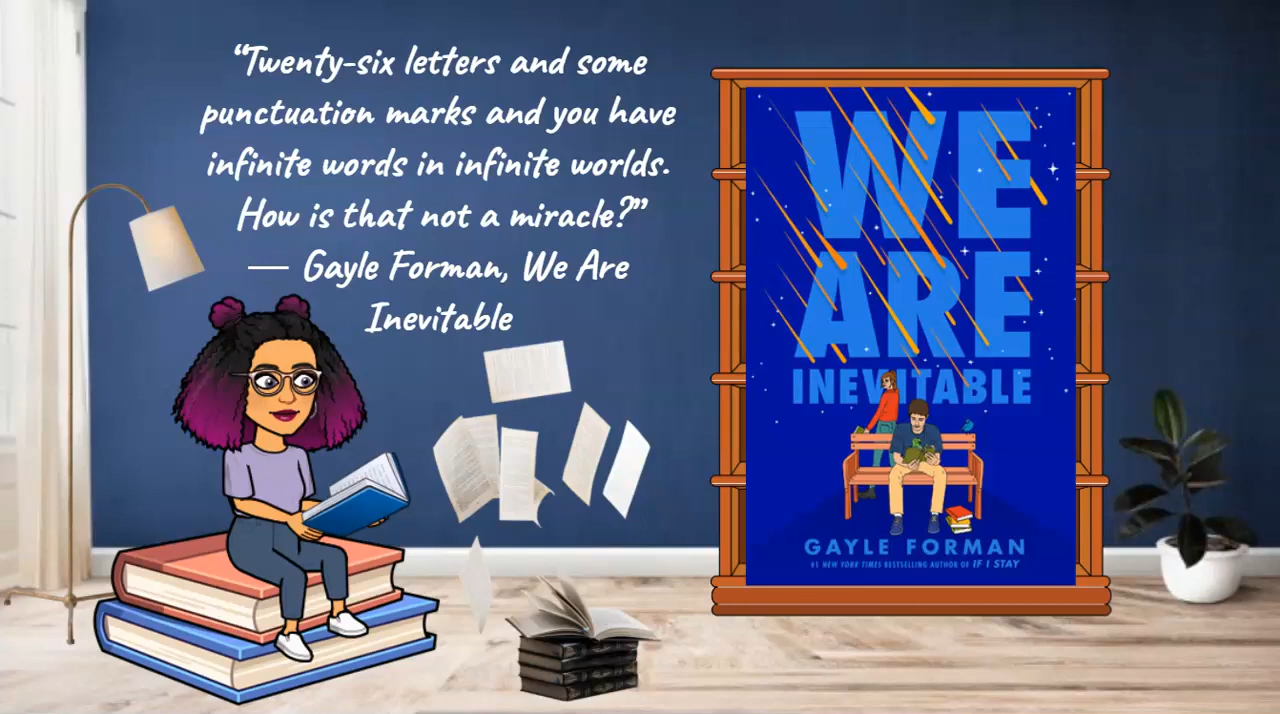 “Twenty-six letters and some
punctuation marks and you have
infinite words in infinite worlds.
How is that not a miracle?”
— Gayle Forman, We Are
Inevitable
WE
ARE
INEVITABLE
GAYLE FORMAN
#1 NEW YORK TIMES BESTSELLING AUTHOR OF IF I STAY